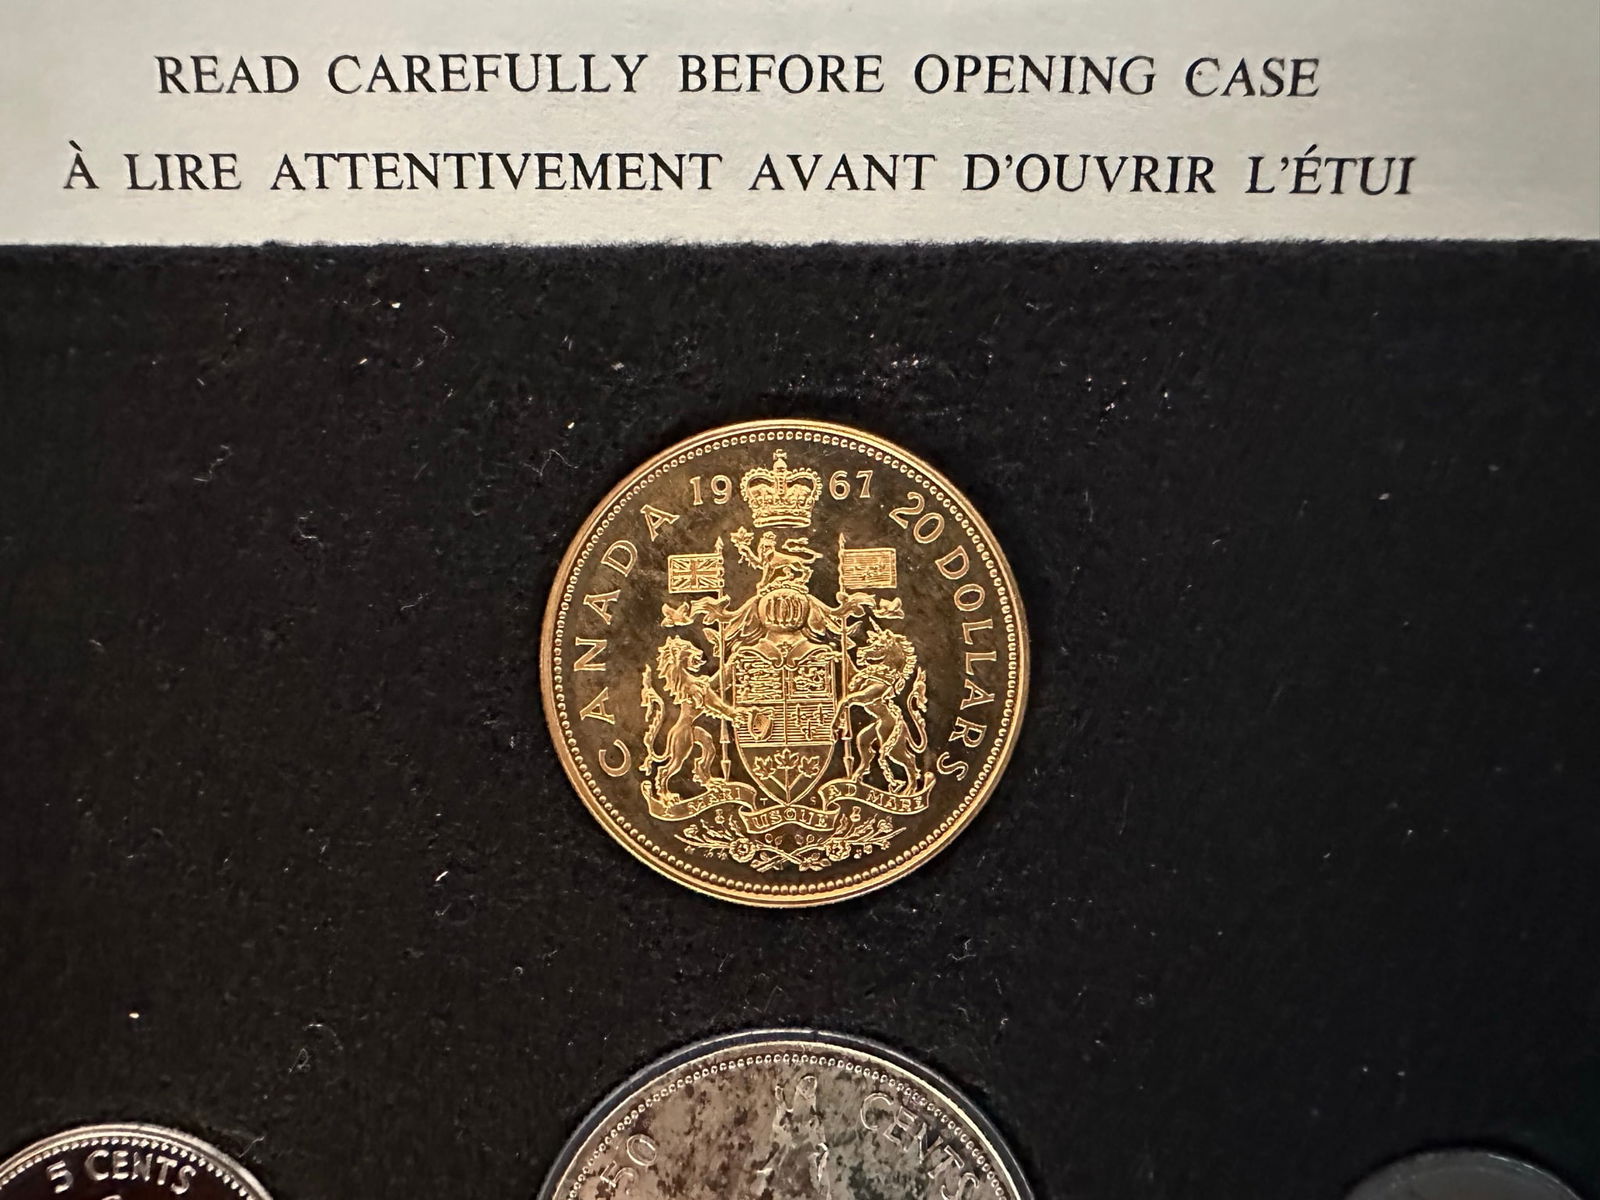 READ CAREFULLY BEFORE OPENING CASE
À LIRE ATTENTIVEMENT AVANT D'OUVRIR L'ÉTUI
CANADA 1967 20 DOLLARS
A MARI USQUE AD MARE
5 CENTS
50 CENTS